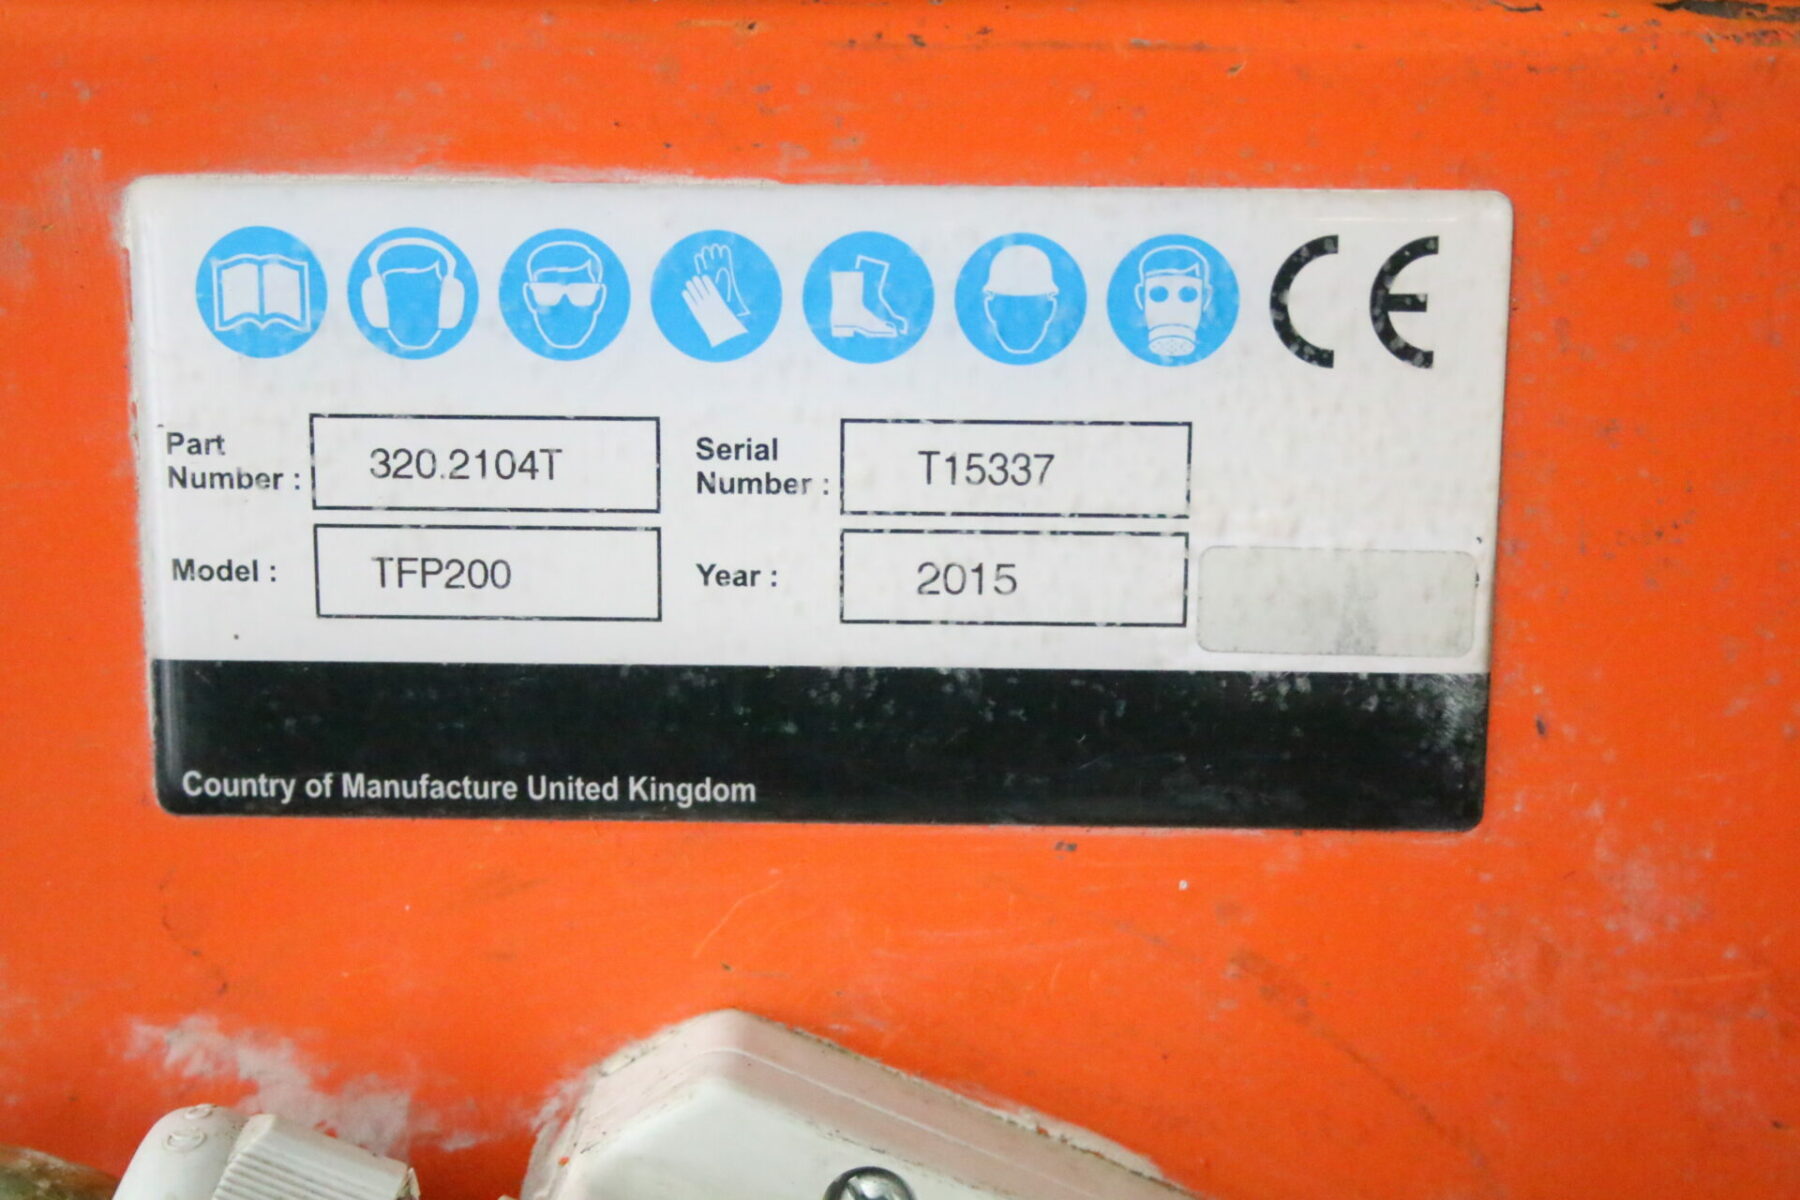 CE
Part
Number : 320.2104T
Serial
Number : T15337
Model : TFP200
Year : 2015
Country of Manufacture United Kingdom